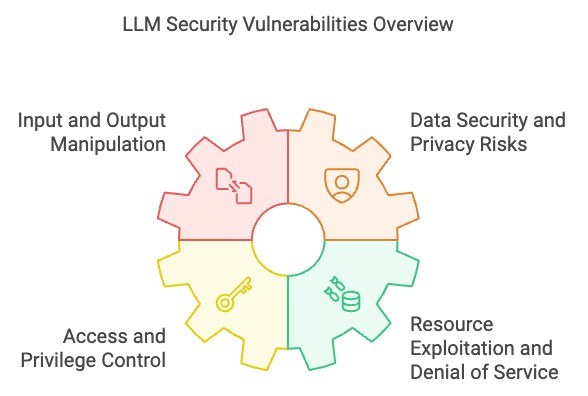 LLM Security Vulnerabilities Overview
Input and Output
Manipulation
Data Security and
Privacy Risks
Access and
Privilege Control
Resource
Exploitation and
Denial of Service